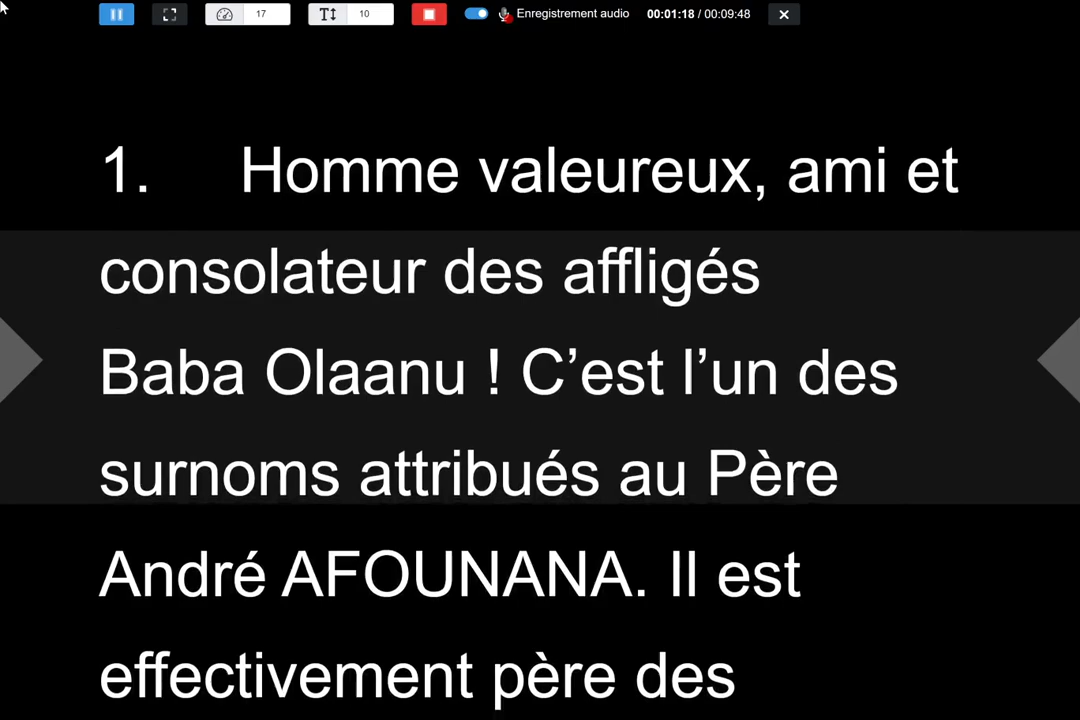 17 10 Enregistrement audio 00:01:18 / 00:09:48
1. Homme valeureux, ami et
consolateur des affligés
Baba Olaanu ! C’est l’un des
surnoms attribués au Père
André AFOUNANA. Il est
effectivement père des